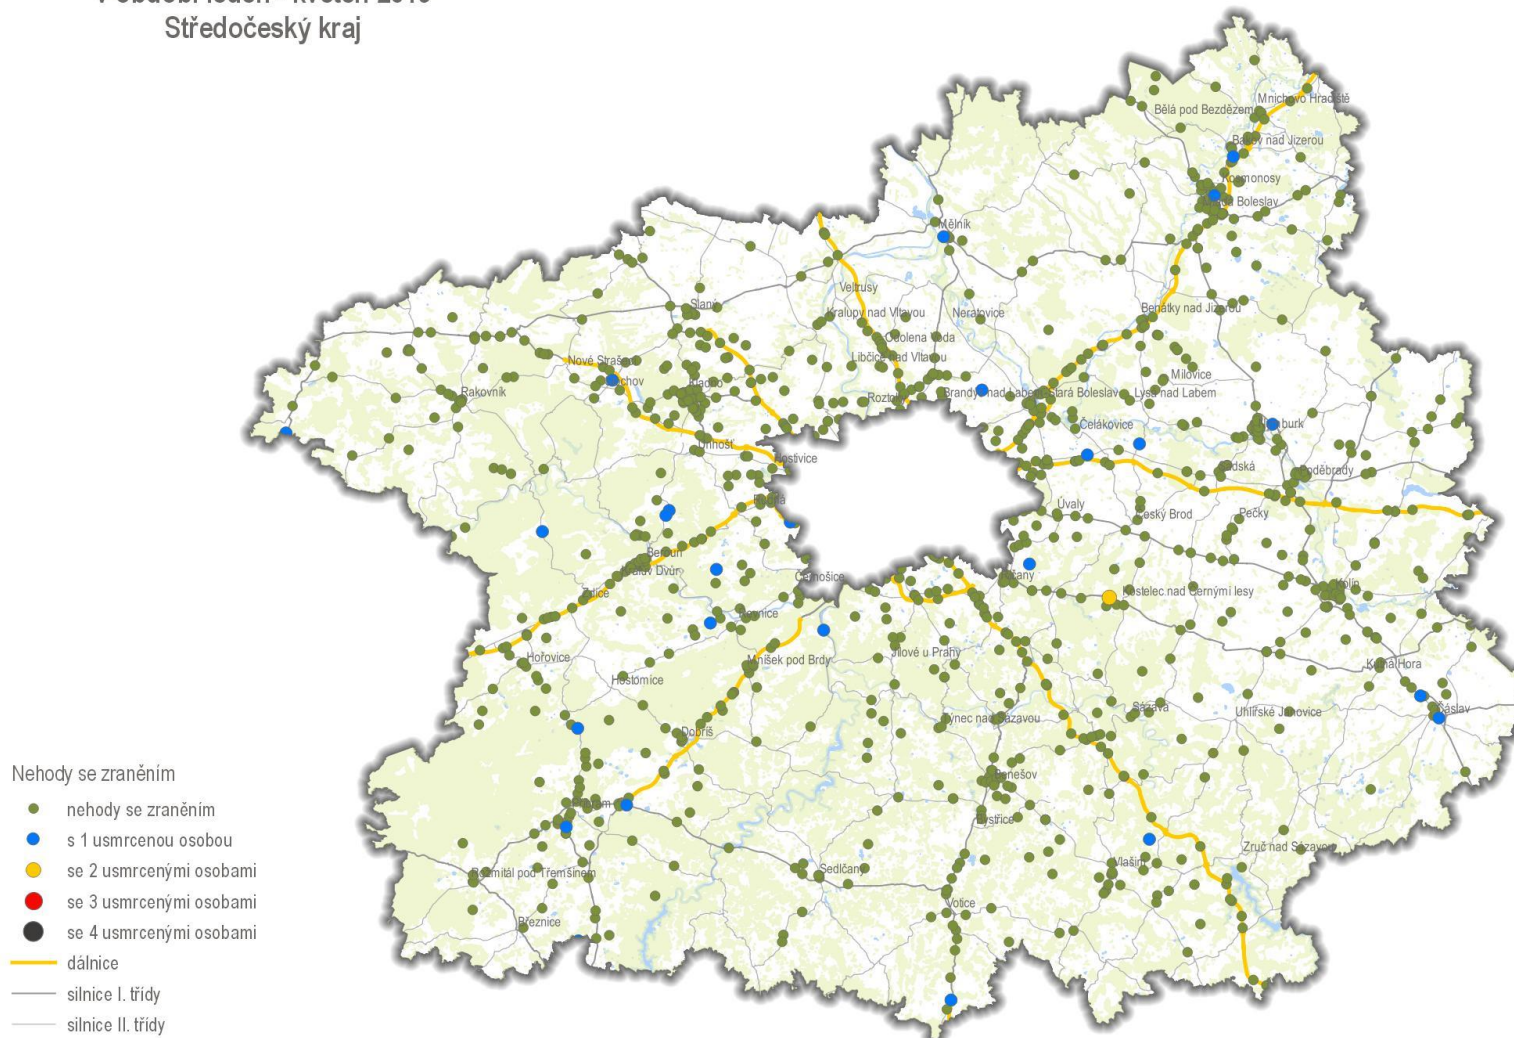 Středočeský kraj
Mnichovo Hradiště
Bělá pod Bezdězem
Bakov nad Jizerou
Kosmonosy
Boleslav
Mělník
Veltrusy
Slaný
Kralupy nad Vltavou
Neratovice
Benátky nad Jizerou
Odolena Voda
Libčice nad Vltavou
Nové Strašecí
Milovice
Rakovník
Kladno
Roztoky
Brandýs nad Labem-Stará Boleslav
Lysá nad Labem
Čelákovice
Unhošť
Hostivice
Sadská
Poděbrady
Rudná
Úvaly
Český Brod
Pečky
Beroun
Králův Dvůr
Černošice
Říčany
Kolín
Zdice
Kostelec nad Černými lesy
Řevnice
Hořovice
Mníšek pod Brdy
Jílové u Prahy
Kutná Hora
Hostomice
Sázava
Uhlířské Janovice
Čáslav
Týnec nad Sázavou
Dobříš
Benešov
Příbram
Bystřice
Zruč nad Sázavou
Vlašim
Sedlčany
Rožmitál pod Třemšínem
Votice
Březnice
Nehody se zraněním
nehody se zraněním
s 1 usmrcenou osobou
se 2 usmrcenými osobami
se 3 usmrcenými osobami
se 4 usmrcenými osobami
dálnice
silnice I. třídy
silnice II. třídy